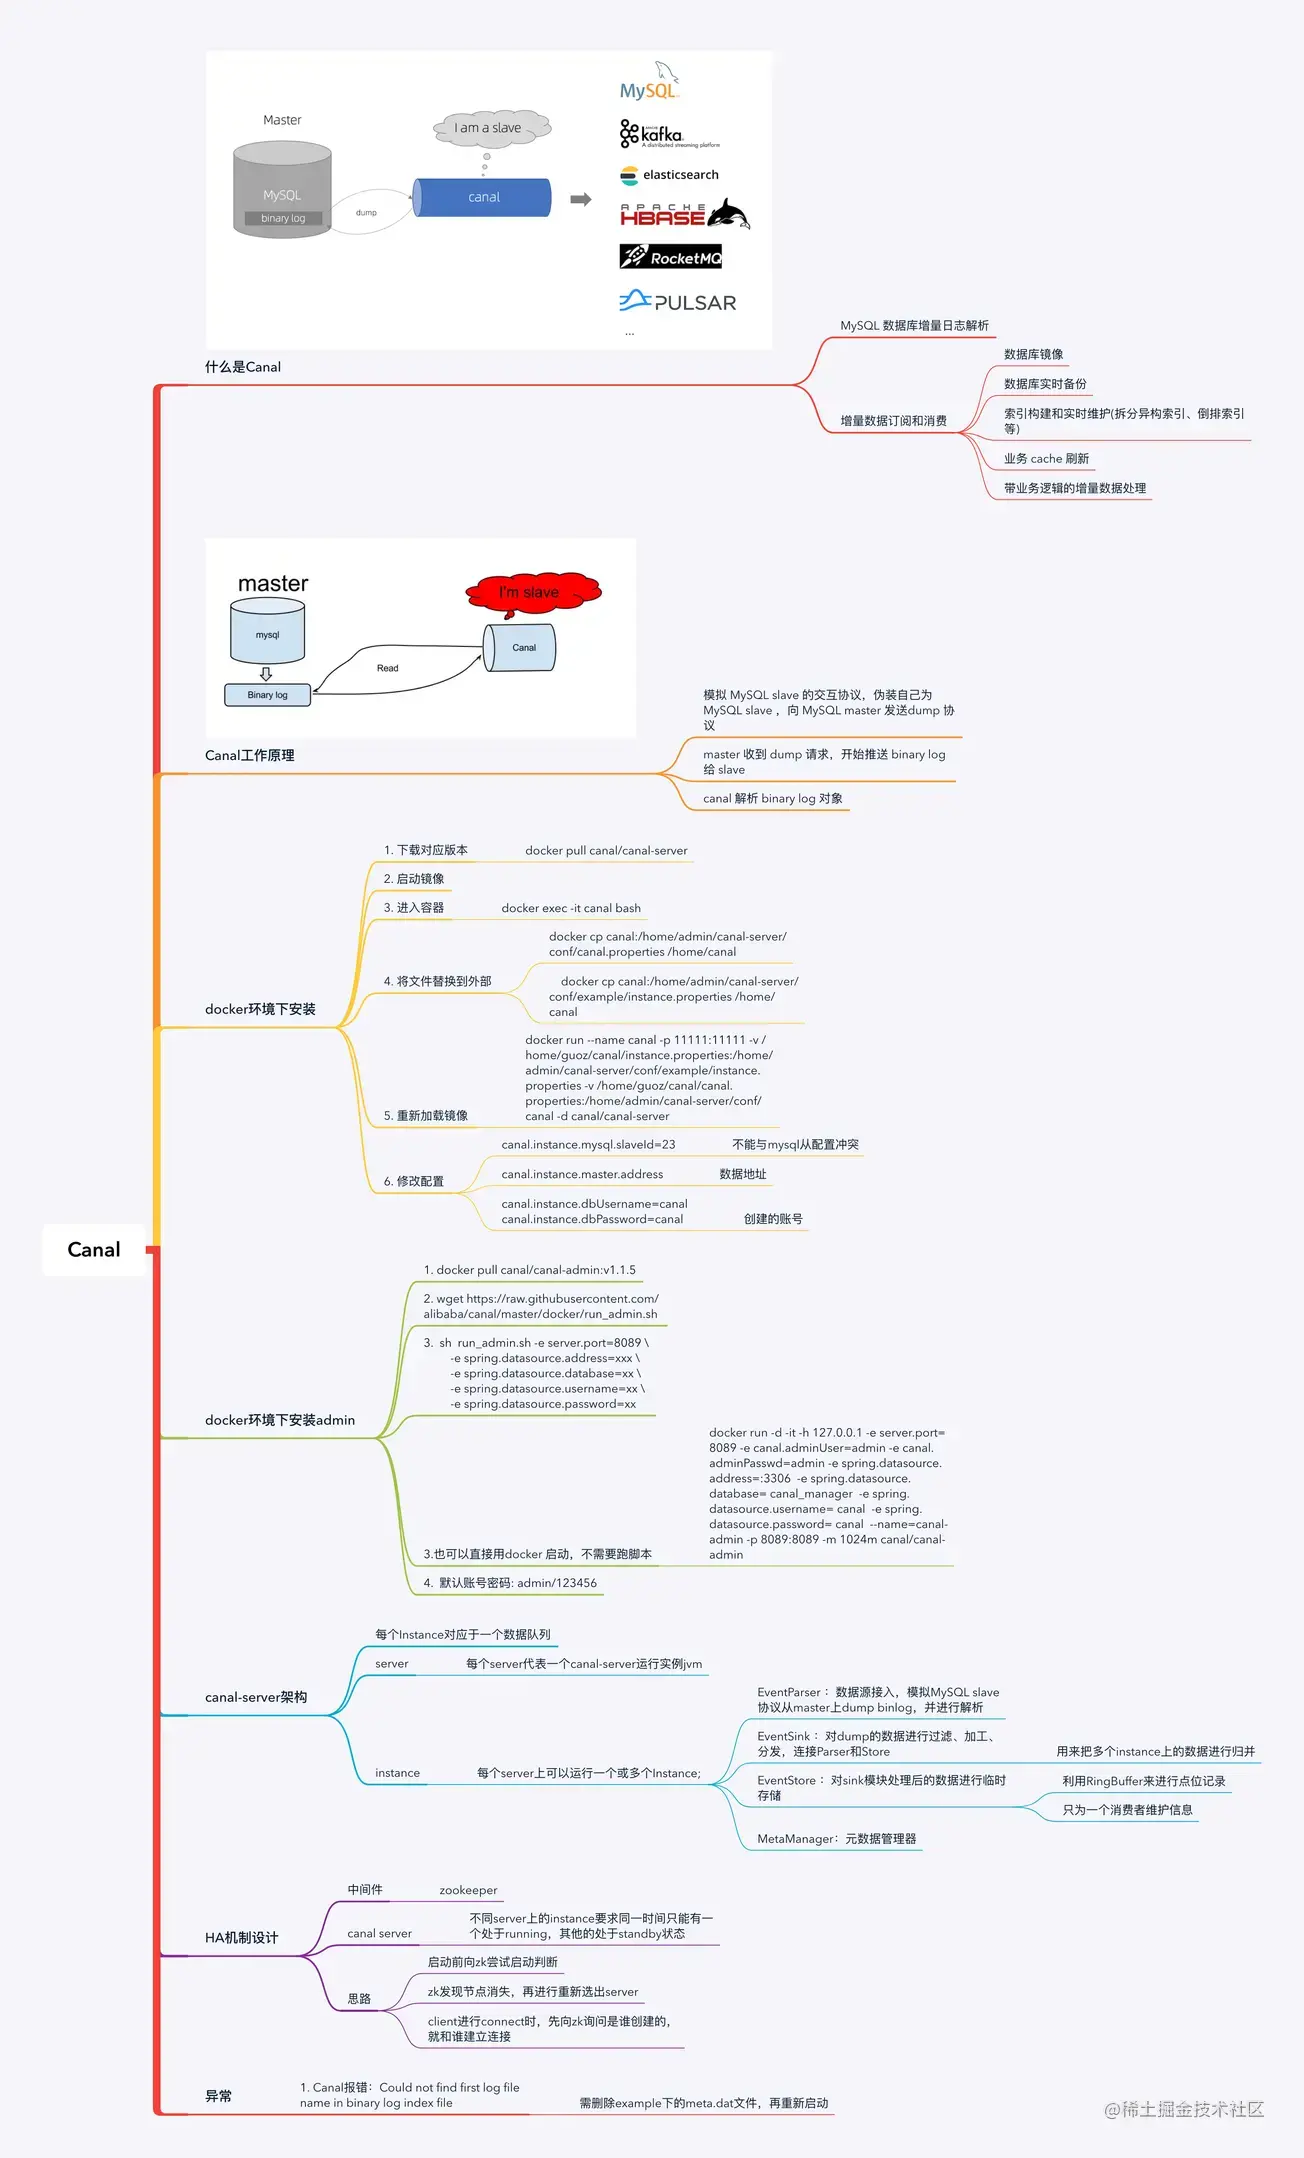 Master
MySQL
binary log
dump
I am a slave
canal
MySQL
APACHE
kafka
A distributed streaming platform
elasticsearch
APACHE
HBASE
RocketMQ
PULSAR
...
什么是Canal
MySQL 数据库增量日志解析
增量数据订阅和消费
数据库镜像
数据库实时备份
索引构建和实时维护(拆分异构索引、倒排索引
等)
业务 cache 刷新
带业务逻辑的增量数据处理
master
mysql
Binary log
Read
I'm slave
Canal
Canal工作原理
模拟 MySQL slave 的交互协议，伪装自己为
MySQL slave ，向 MySQL master 发送dump 协
议
master 收到 dump 请求，开始推送 binary log
给 slave
canal 解析 binary log 对象
docker环境下安装
1. 下载对应版本
docker pull canal/canal-server
2. 启动镜像
3. 进入容器
docker exec -it canal bash
4. 将文件替换到外部
docker cp canal:/home/admin/canal-server/
conf/canal.properties /home/canal
docker cp canal:/home/admin/canal-server/
conf/example/instance.properties /home/
canal
5. 重新加载镜像
docker run --name canal -p 11111:11111 -v /
home/guoz/canal/instance.properties:/home/
admin/canal-server/conf/example/instance.
properties -v /home/guoz/canal/canal.
properties:/home/admin/canal-server/conf/
canal -d canal/canal-server
6. 修改配置
canal.instance.mysql.slaveId=23
不能与mysql从配置冲突
canal.instance.master.address
数据地址
canal.instance.dbUsername=canal
canal.instance.dbPassword=canal
创建的账号
Canal
docker环境下安装admin
1. docker pull canal/canal-admin:v1.1.5
2. wget https://raw.githubusercontent.com/
alibaba/canal/master/docker/run_admin.sh
3.  sh  run_admin.sh -e server.port=8089 \
-e spring.datasource.address=xxx \
-e spring.datasource.database=xx \
-e spring.datasource.username=xx \
-e spring.datasource.password=xx
3.也可以直接用docker 启动，不需要跑脚本
docker run -d -it -h 127.0.0.1 -e server.port=
8089 -e canal.adminUser=admin -e canal.
adminPasswd=admin -e spring.datasource.
address=:3306  -e spring.datasource.
database= canal_manager  -e spring.
datasource.username= canal  -e spring.
datasource.password= canal  --name=canal-
admin -p 8089:8089 -m 1024m canal/canal-
admin
4.  默认账号密码: admin/123456
canal-server架构
每个Instance对应于一个数据队列
server
每个server代表一个canal-server运行实例jvm
instance
每个server上可以运行一个或多个Instance;
EventParser ：数据源接入，模拟MySQL slave
协议从master上dump binlog，并进行解析
EventSink ：对dump的数据进行过滤、加工、
分发，连接Parser和Store
用来把多个instance上的数据进行归并
EventStore ：对sink模块处理后的数据进行临时
存储
利用RingBuffer来进行点位记录
只为一个消费者维护信息
MetaManager：元数据管理器
HA机制设计
中间件
zookeeper
canal server
不同server上的instance要求同一时间只能有一
个处于running，其他的处于standby状态
思路
启动前向zk尝试启动判断
zk发现节点消失，再进行重新选出server
client进行connect时，先向zk询问是谁创建的，
就和谁建立连接
异常
1. Canal报错：Could not find first log file
name in binary log index file
需删除example下的meta.dat文件，再重新启动
@稀土掘金技术社区